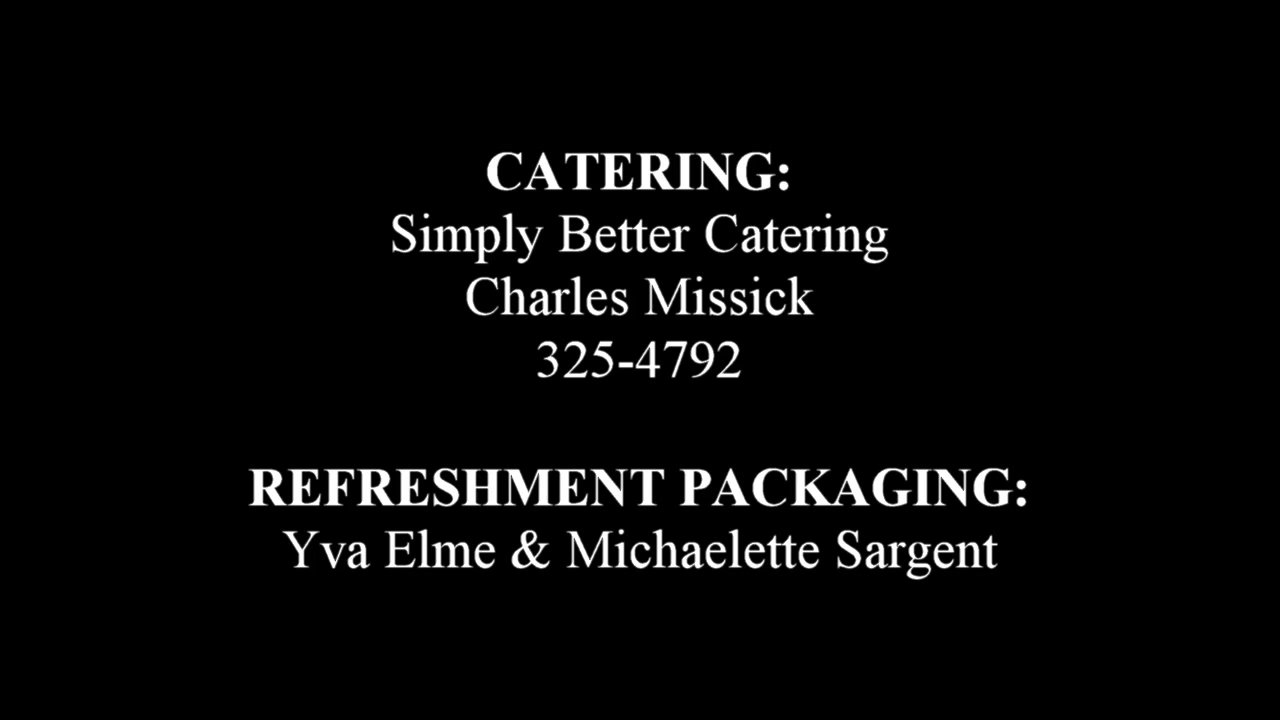 CATERING:
Simply Better Catering
Charles Missick
325-4792
REFRESHMENT PACKAGING:
Yva Elme & Michaelette Sargent